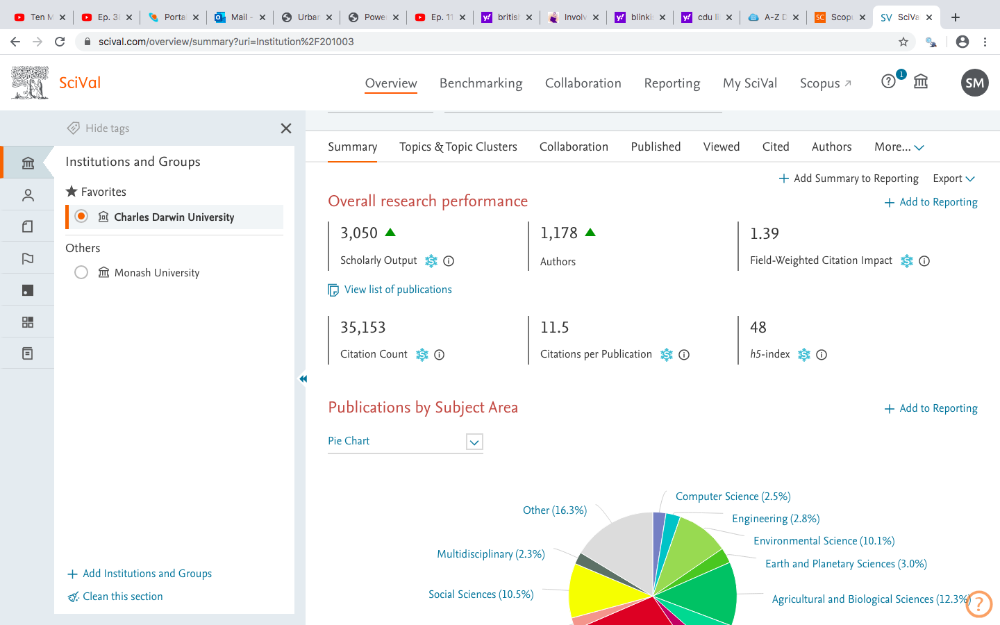 Ten M
Ep. 38
Porta
Mail -
Urbar
Powe
Ep. 11
britis
Involv
blinki
cdu li
A-Z D
Scopu
SciVa
scival.com/overview/summary?uri=Institution%2F201003
SciVal
Overview
Benchmarking
Collaboration
Reporting
My SciVal
Scopus
1
SM
Hide tags
Institutions and Groups
Favorites
Charles Darwin University
Others
Monash University
Add Institutions and Groups
Clean this section
Summary
Topics & Topic Clusters
Collaboration
Published
Viewed
Cited
Authors
More...
Add Summary to Reporting
Export
Overall research performance
Add to Reporting
3,050
Scholarly Output
1,178
Authors
1.39
Field-Weighted Citation Impact
View list of publications
35,153
Citation Count
11.5
Citations per Publication
48
h5-index
Publications by Subject Area
Add to Reporting
Pie Chart
Computer Science (2.5%)
Other (16.3%)
Engineering (2.8%)
Environmental Science (10.1%)
Multidisciplinary (2.3%)
Earth and Planetary Sciences (3.0%)
Social Sciences (10.5%)
Agricultural and Biological Sciences (12.3%)